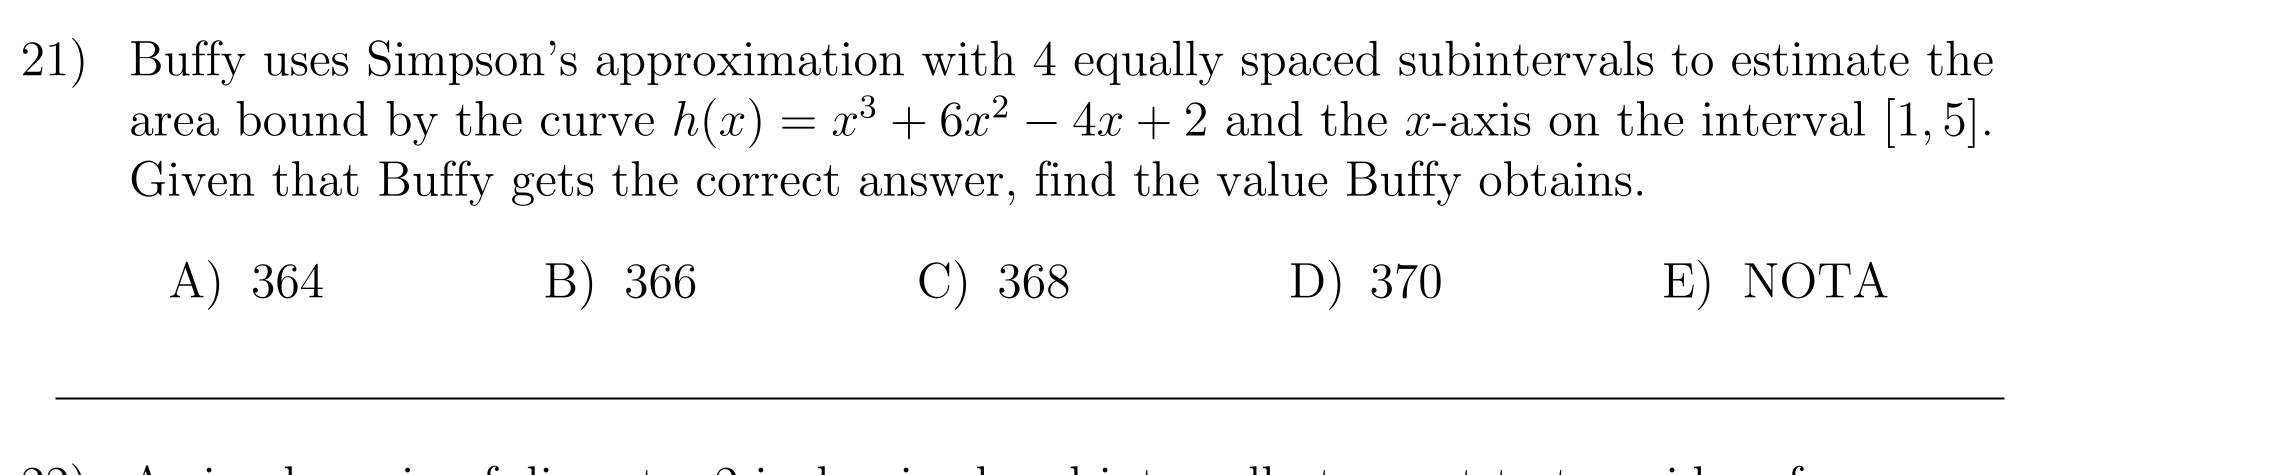 21) Buffy uses Simpson's approximation with 4 equally spaced subintervals to estimate the
area bound by the curve h(x) = x³ + 6x² − 4x + 2 and the x-axis on the interval [1, 5].
Given that Buffy gets the correct answer, find the value Buffy obtains.
A) 364 B) 366 C) 368 D) 370 E) NOTA